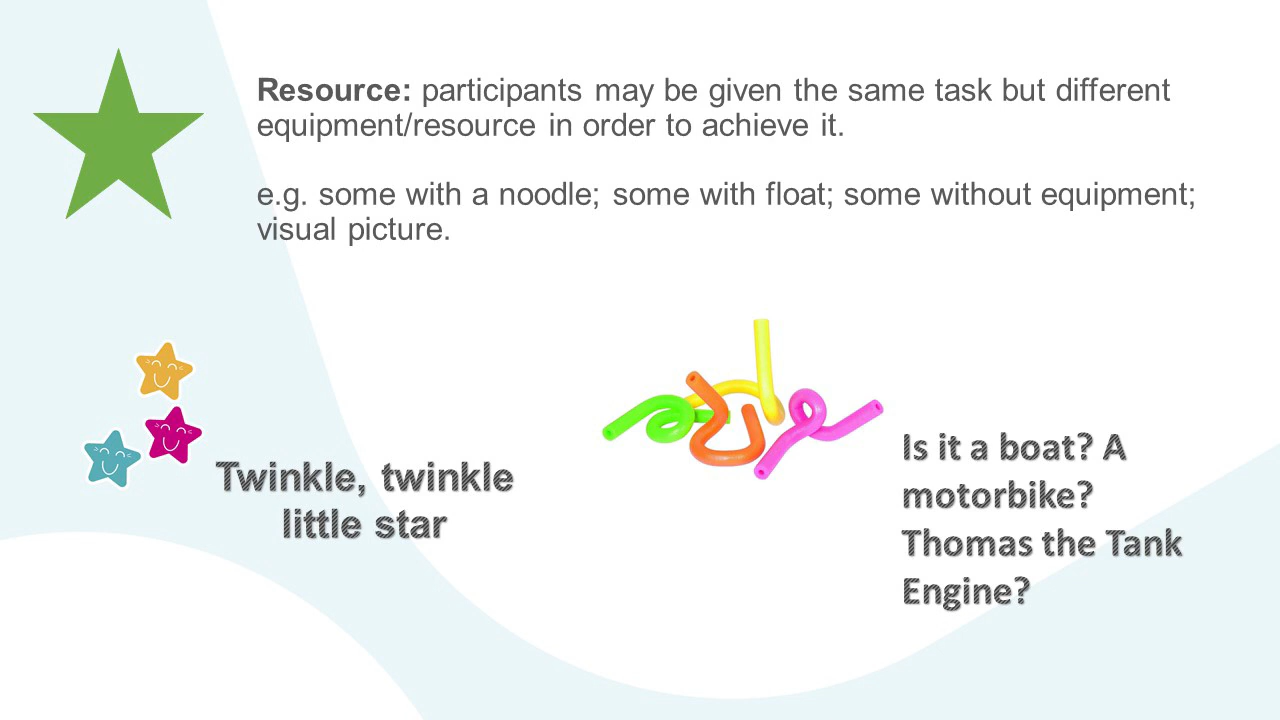 Resource: participants may be given the same task but different
equipment/resource in order to achieve it.
e.g. some with a noodle; some with float; some without equipment;
visual picture.
Twinkle, twinkle
little star
Is it a boat? A
motorbike?
Thomas the Tank
Engine?